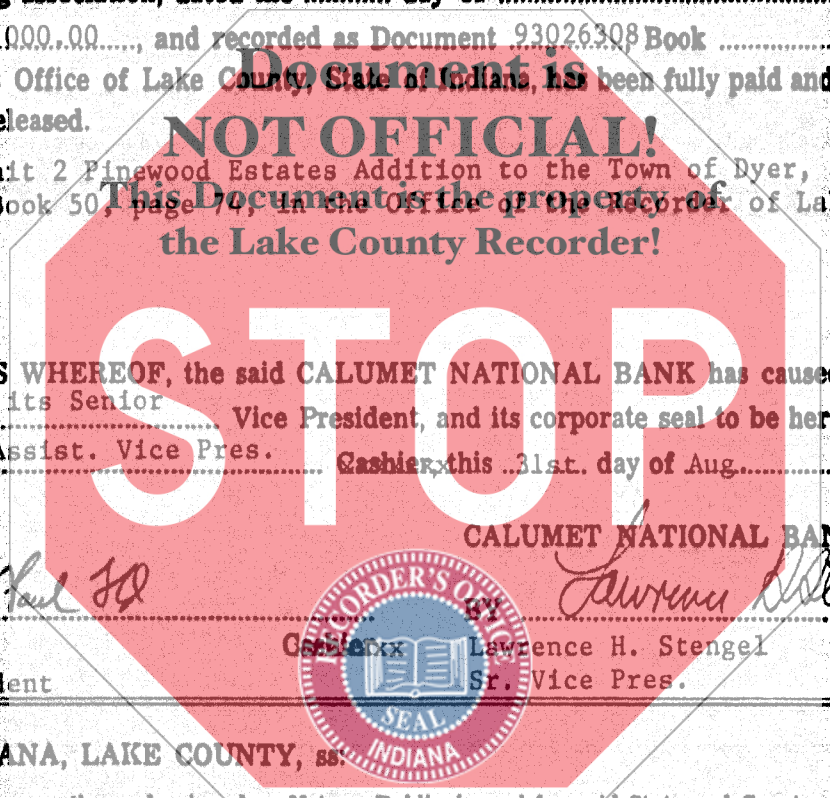 000.00....., and recorded as Document 93026308 Book ................
Document is
Office of Lake County, State of Indiana, has been fully paid and
eleased.
NOT OFFICIAL!
it 2 Pinewood Estates Addition to the Town of Dyer,
ook 50, page 74, in the Office of the Recorder of La
This Document is the property of
the Lake County Recorder!
STOP
S WHEREOF, the said CALUMET NATIONAL BANK has cause
its Senior
Vice President, and its corporate seal to be her
Assist. Vice Pres.
Cashierxx this ..31st.. day of Aug............
CALUMET NATIONAL BAN
BY
Cashierxx
Lawrence H. Stengel
dent
Sr. Vice Pres.
RECORDER'S OFFICE
SEAL
INDIANA
ANA, LAKE COUNTY, ss: